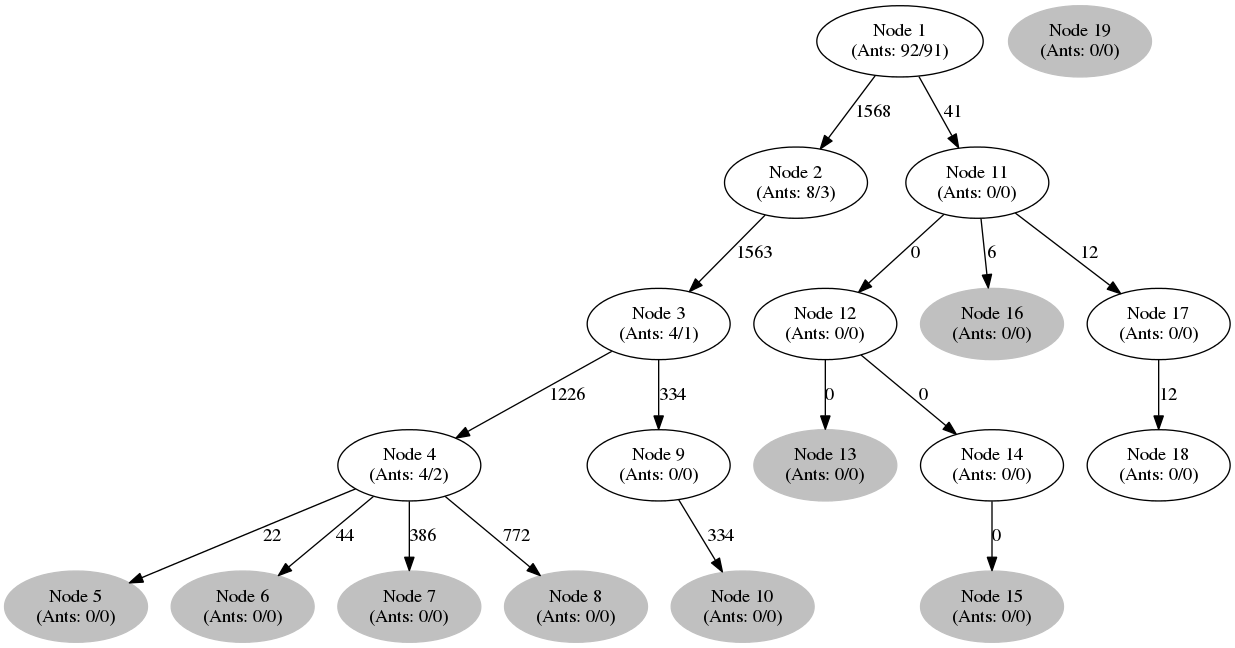 Node 1
(Ants: 92/91)
Node 19
(Ants: 0/0)
1568
41
Node 2
(Ants: 8/3)
Node 11
(Ants: 0/0)
1563
0
6
12
Node 3
(Ants: 4/1)
Node 12
(Ants: 0/0)
Node 16
(Ants: 0/0)
Node 17
(Ants: 0/0)
1226
334
0
0
12
Node 4
(Ants: 4/2)
Node 9
(Ants: 0/0)
Node 13
(Ants: 0/0)
Node 14
(Ants: 0/0)
Node 18
(Ants: 0/0)
22
44
386
772
334
0
Node 5
(Ants: 0/0)
Node 6
(Ants: 0/0)
Node 7
(Ants: 0/0)
Node 8
(Ants: 0/0)
Node 10
(Ants: 0/0)
Node 15
(Ants: 0/0)